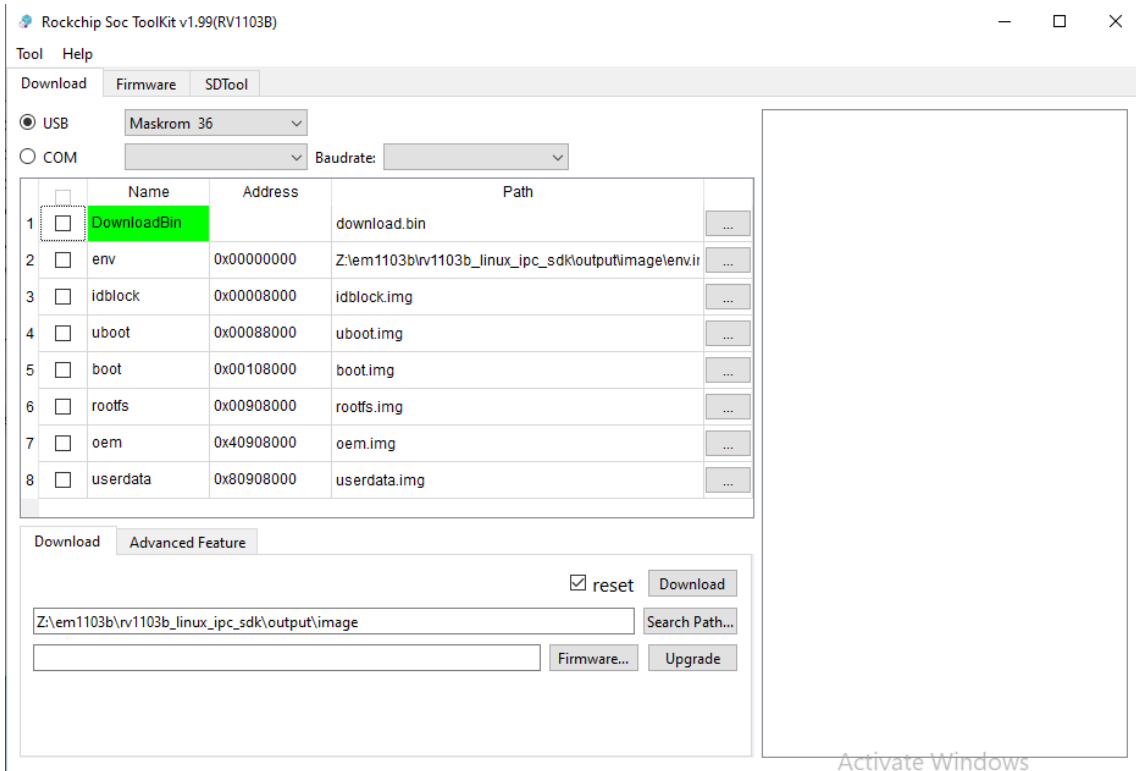 Rockchip Soc ToolKit v1.99(RV1103B)
Tool Help
Download Firmware SDTool
USB Maskrom 36
COM Baudrate:
Name Address Path
1 DownloadBin download.bin ...
2 env 0x00000000 Z:\em1103b\rv1103b_linux_ipc_sdk\output\image\env.ir ...
3 idblock 0x00008000 idblock.img ...
4 uboot 0x00088000 uboot.img ...
5 boot 0x00108000 boot.img ...
6 rootfs 0x00908000 rootfs.img ...
7 oem 0x40908000 oem.img ...
8 userdata 0x80908000 userdata.img ...
Download Advanced Feature
reset Download
Z:\em1103b\rv1103b_linux_ipc_sdk\output\image Search Path...
Firmware... Upgrade
Activate Windows